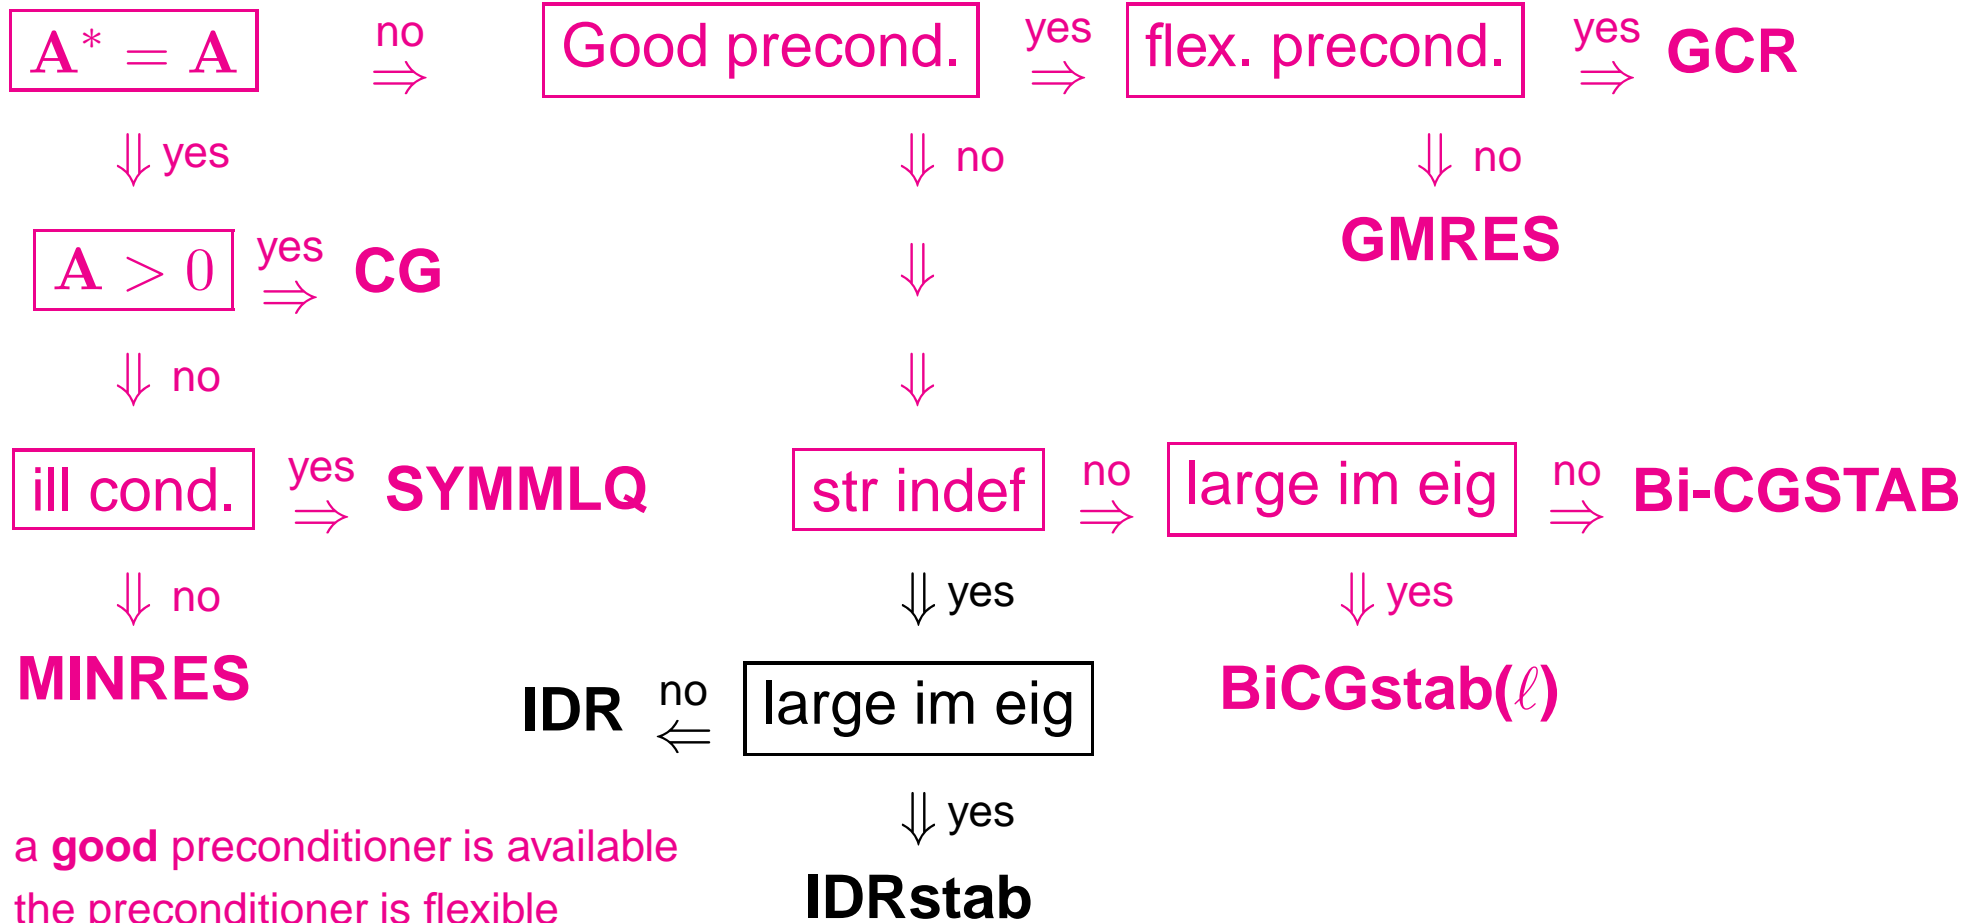 A* = A no ⇒ Good precond. yes ⇒ flex. precond. yes ⇒ GCR
⇓ yes ⇓ no ⇓ no
A > 0 yes ⇒ CG ⇓ GMRES
⇓ no ⇓
ill cond. yes ⇒ SYMMLQ str indef no ⇒ large im eig no ⇒ Bi-CGSTAB
⇓ no ⇓ yes ⇓ yes
MINRES IDR no ⇐ large im eig BiCGstab(ℓ)
⇓ yes
a good preconditioner is available
the preconditioner is flexible IDRstab